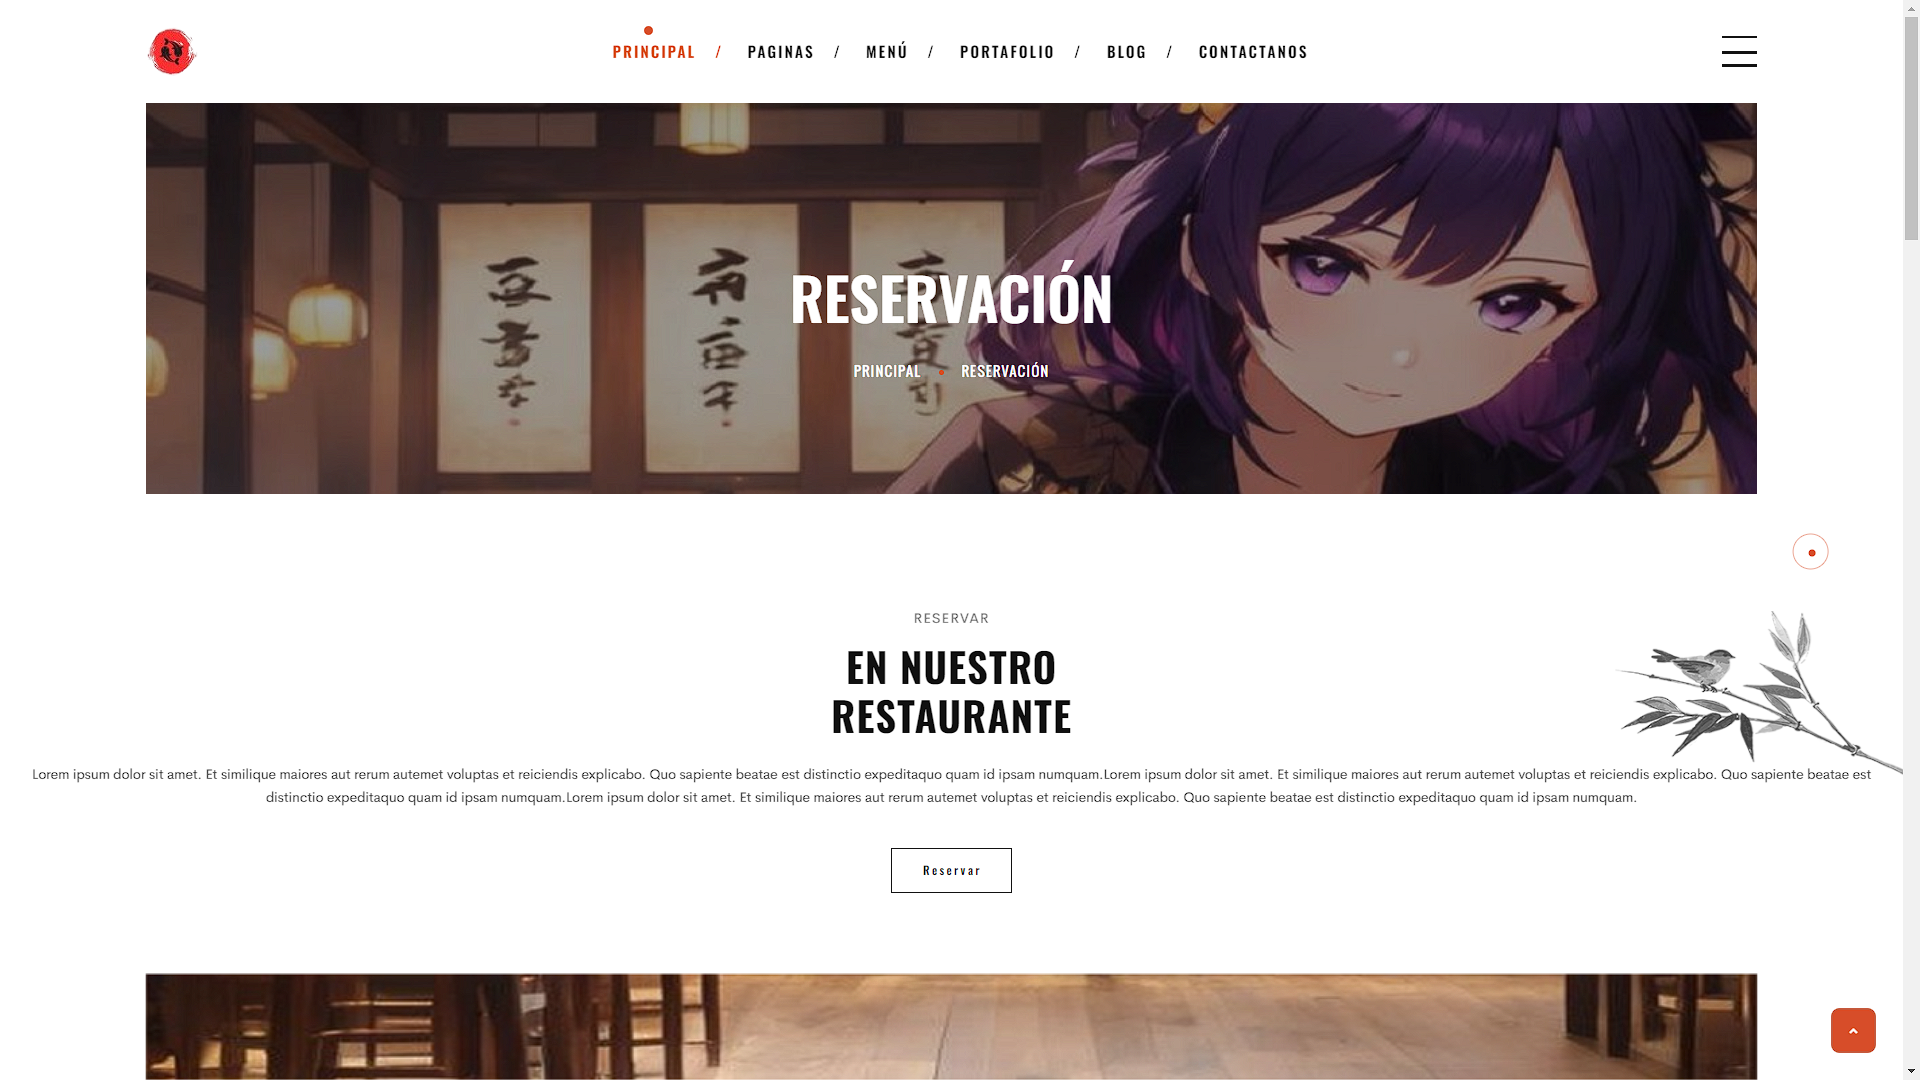 PRINCIPAL / PAGINAS / MENÚ / PORTAFOLIO / BLOG / CONTACTANOS
RESERVACIÓN
PRINCIPAL • RESERVACIÓN
RESERVAR
EN NUESTRO
RESTAURANTE
Lorem ipsum dolor sit amet. Et similique maiores aut rerum autemet voluptas et reiciendis explicabo. Quo sapiente beatae est distinctio expeditaquo quam id ipsam numquam.Lorem ipsum dolor sit amet. Et similique maiores aut rerum autemet voluptas et reiciendis explicabo. Quo sapiente beatae est
distinctio expeditaquo quam id ipsam numquam.Lorem ipsum dolor sit amet. Et similique maiores aut rerum autemet voluptas et reiciendis explicabo. Quo sapiente beatae est distinctio expeditaquo quam id ipsam numquam.
Reservar